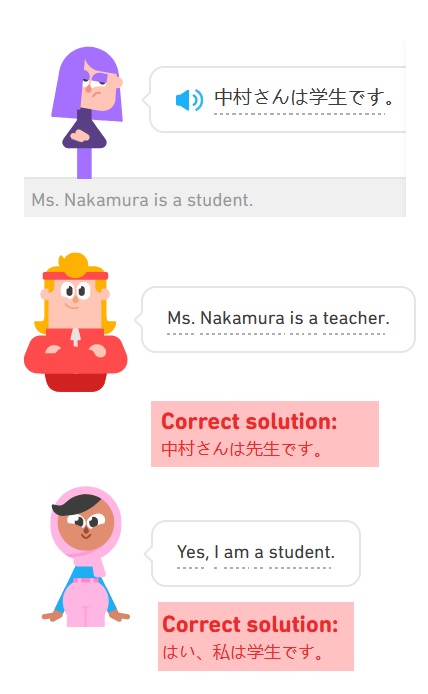 中村さんは学生です。
Ms. Nakamura is a student.
Ms. Nakamura is a teacher.
Correct solution:
中村さんは先生です。
Yes, I am a student.
Correct solution:
はい、私は学生です。